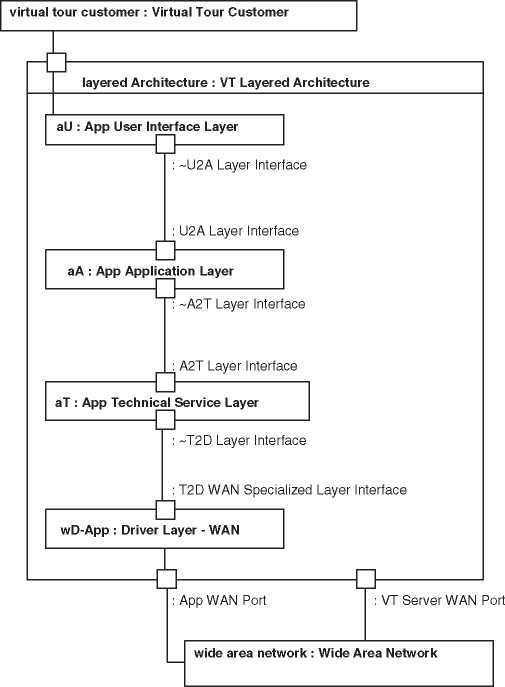 virtual tour customer : Virtual Tour Customer
layered Architecture : VT Layered Architecture
aU : App User Interface Layer
: ~U2A Layer Interface
: U2A Layer Interface
aA : App Application Layer
: ~A2T Layer Interface
: A2T Layer Interface
aT : App Technical Service Layer
: ~T2D Layer Interface
: T2D WAN Specialized Layer Interface
wD-App : Driver Layer - WAN
: App WAN Port
: VT Server WAN Port
wide area network : Wide Area Network